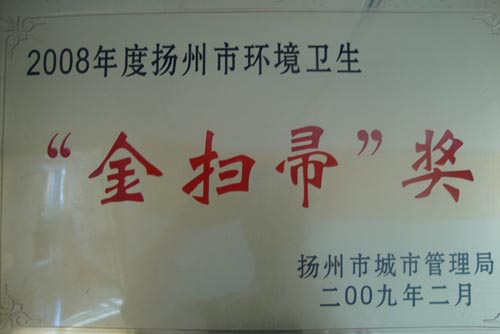 2008年度扬州市环境卫生
“金扫帚”奖
扬州市城市管理局
二00九年二月